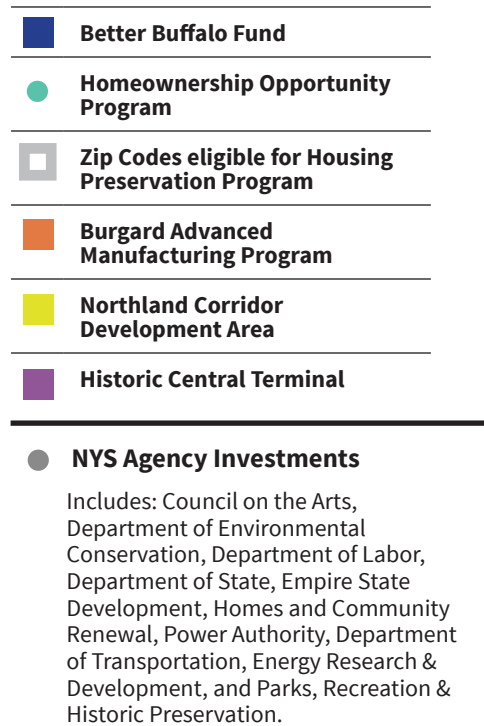 Better Buffalo Fund
Homeownership Opportunity
Program
Zip Codes eligible for Housing
Preservation Program
Burgard Advanced
Manufacturing Program
Northland Corridor
Development Area
Historic Central Terminal
NYS Agency Investments
Includes: Council on the Arts,
Department of Environmental
Conservation, Department of Labor,
Department of State, Empire State
Development, Homes and Community
Renewal, Power Authority, Department
of Transportation, Energy Research &
Development, and Parks, Recreation &
Historic Preservation.